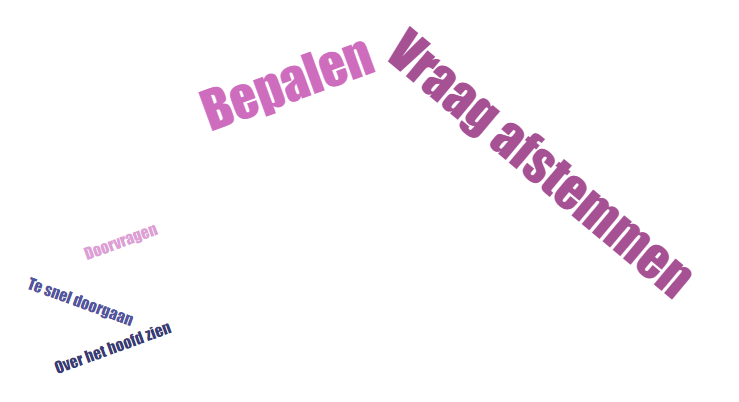 Bepalen
Vraag afstemmen
Doorvragen
Te snel doorgaan
Over het hoofd zien